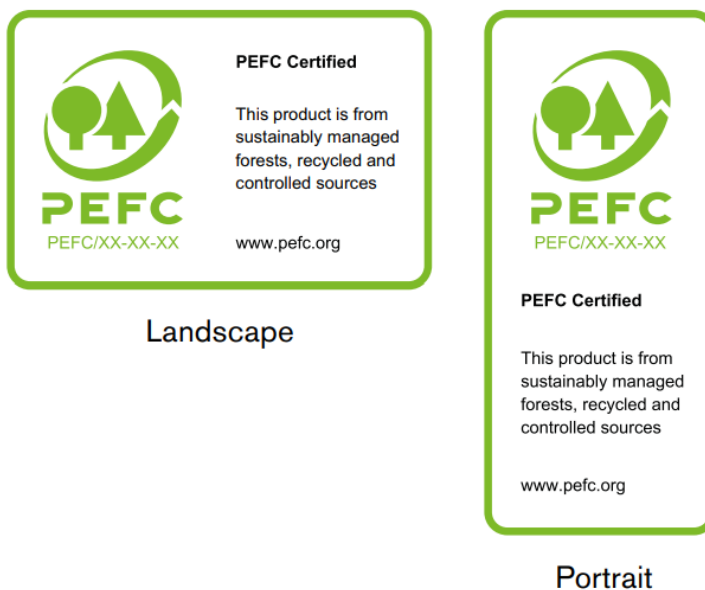 PEFC Certified
This product is from
sustainably managed
forests, recycled and
controlled sources
PEFC
PEFC/XX-XX-XX
www.pefc.org
Landscape
PEFC
PEFC/XX-XX-XX
PEFC Certified
This product is from
sustainably managed
forests, recycled and
controlled sources
www.pefc.org
Portrait